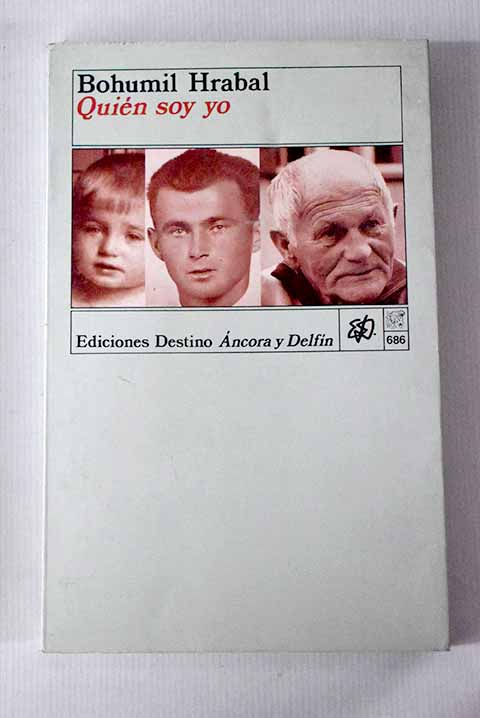 Bohumil Hrabal
Quién soy yo
Ediciones Destino Áncora y Delfín
686